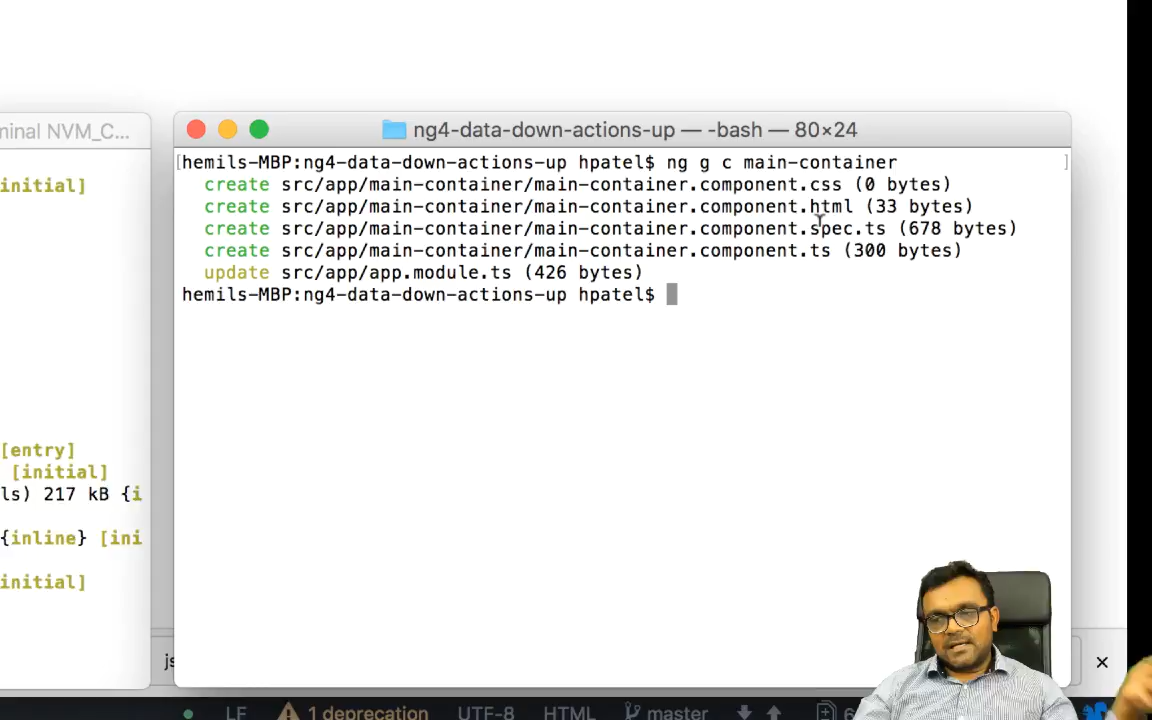 minal NVM_C...
ng4-data-down-actions-up — -bash — 80×24
initial]
[entry]
[initial]
ls) 217 kB {i
{inline} [ini
initial]
[hemils-MBP:ng4-data-down-actions-up hpatel$ ng g c main-container ]
create src/app/main-container/main-container.component.css (0 bytes)
create src/app/main-container/main-container.component.html (33 bytes)
create src/app/main-container/main-container.component.spec.ts (678 bytes)
create src/app/main-container/main-container.component.ts (300 bytes)
update src/app/app.module.ts (426 bytes)
hemils-MBP:ng4-data-down-actions-up hpatel$
js
LF 1 deprecation UTF-8 HTML master 6